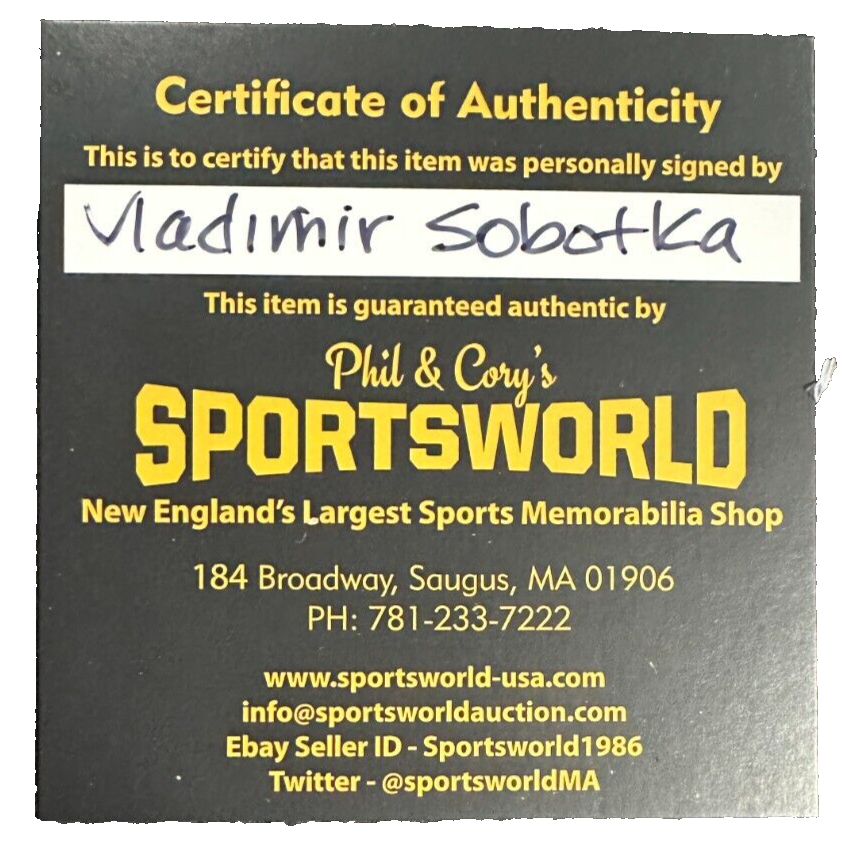 Certificate of Authenticity
This is to certify that this item was personally signed by
Vladimir Sobotka
This item is guaranteed authentic by
Phil & Cory's
SPORTSWORLD
New England's Largest Sports Memorabilia Shop
184 Broadway, Saugus, MA 01906
PH: 781-233-7222
www.sportsworld-usa.com
info@sportsworldauction.com
Ebay Seller ID - Sportsworld1986
Twitter - @sportsworldMA